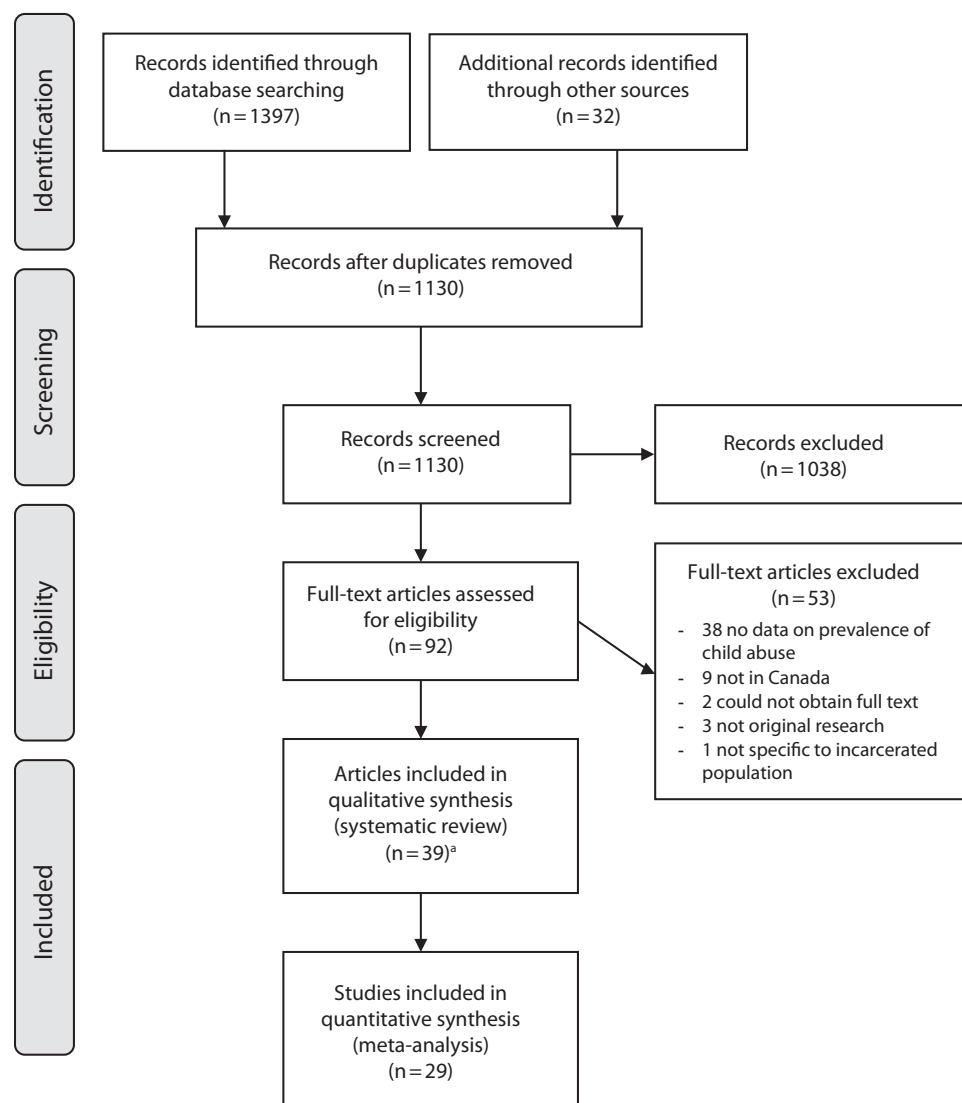 Identification
Records identified through
database searching
(n = 1397)
Additional records identified
through other sources
(n = 32)
Records after duplicates removed
(n = 1130)
Screening
Records screened
(n = 1130)
Records excluded
(n = 1038)
Eligibility
Full-text articles assessed
for eligibility
(n = 92)
Full-text articles excluded
(n = 53)
- 38 no data on prevalence of
child abuse
- 9 not in Canada
- 2 could not obtain full text
- 3 not original research
- 1 not specific to incarcerated
population
Included
Articles included in
qualitative synthesis
(systematic review)
(n = 39)ᵃ
Studies included in
quantitative synthesis
(meta-analysis)
(n = 29)